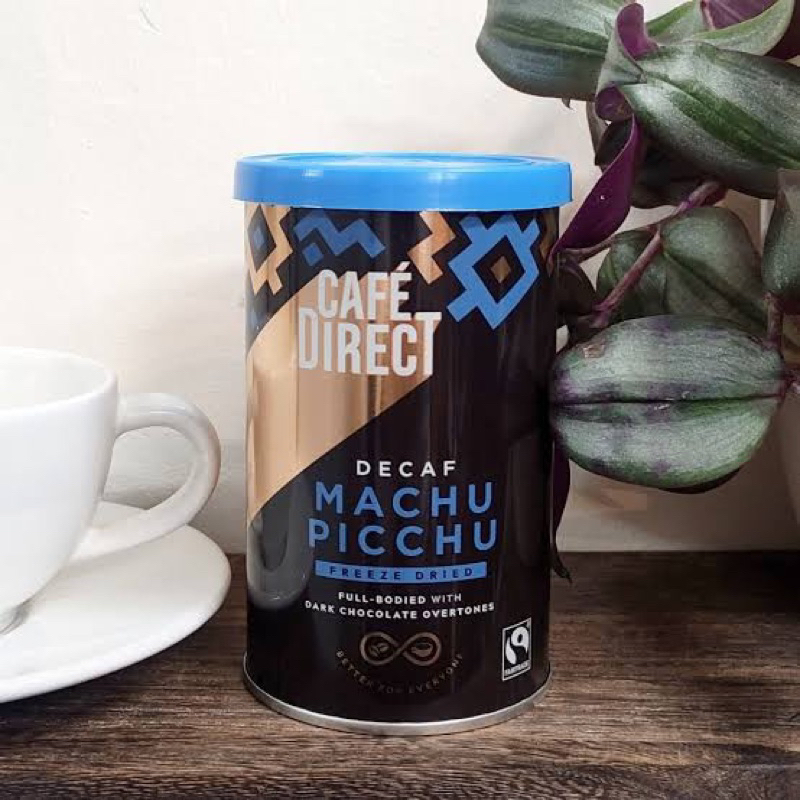 CAFÉ
DIRECT
DECAF
MACHU
PICCHU
FREEZE DRIED
FULL-BODIED WITH
DARK CHOCOLATE OVERTONES
BETTER FOR EVERYONE
FAIRTRADE